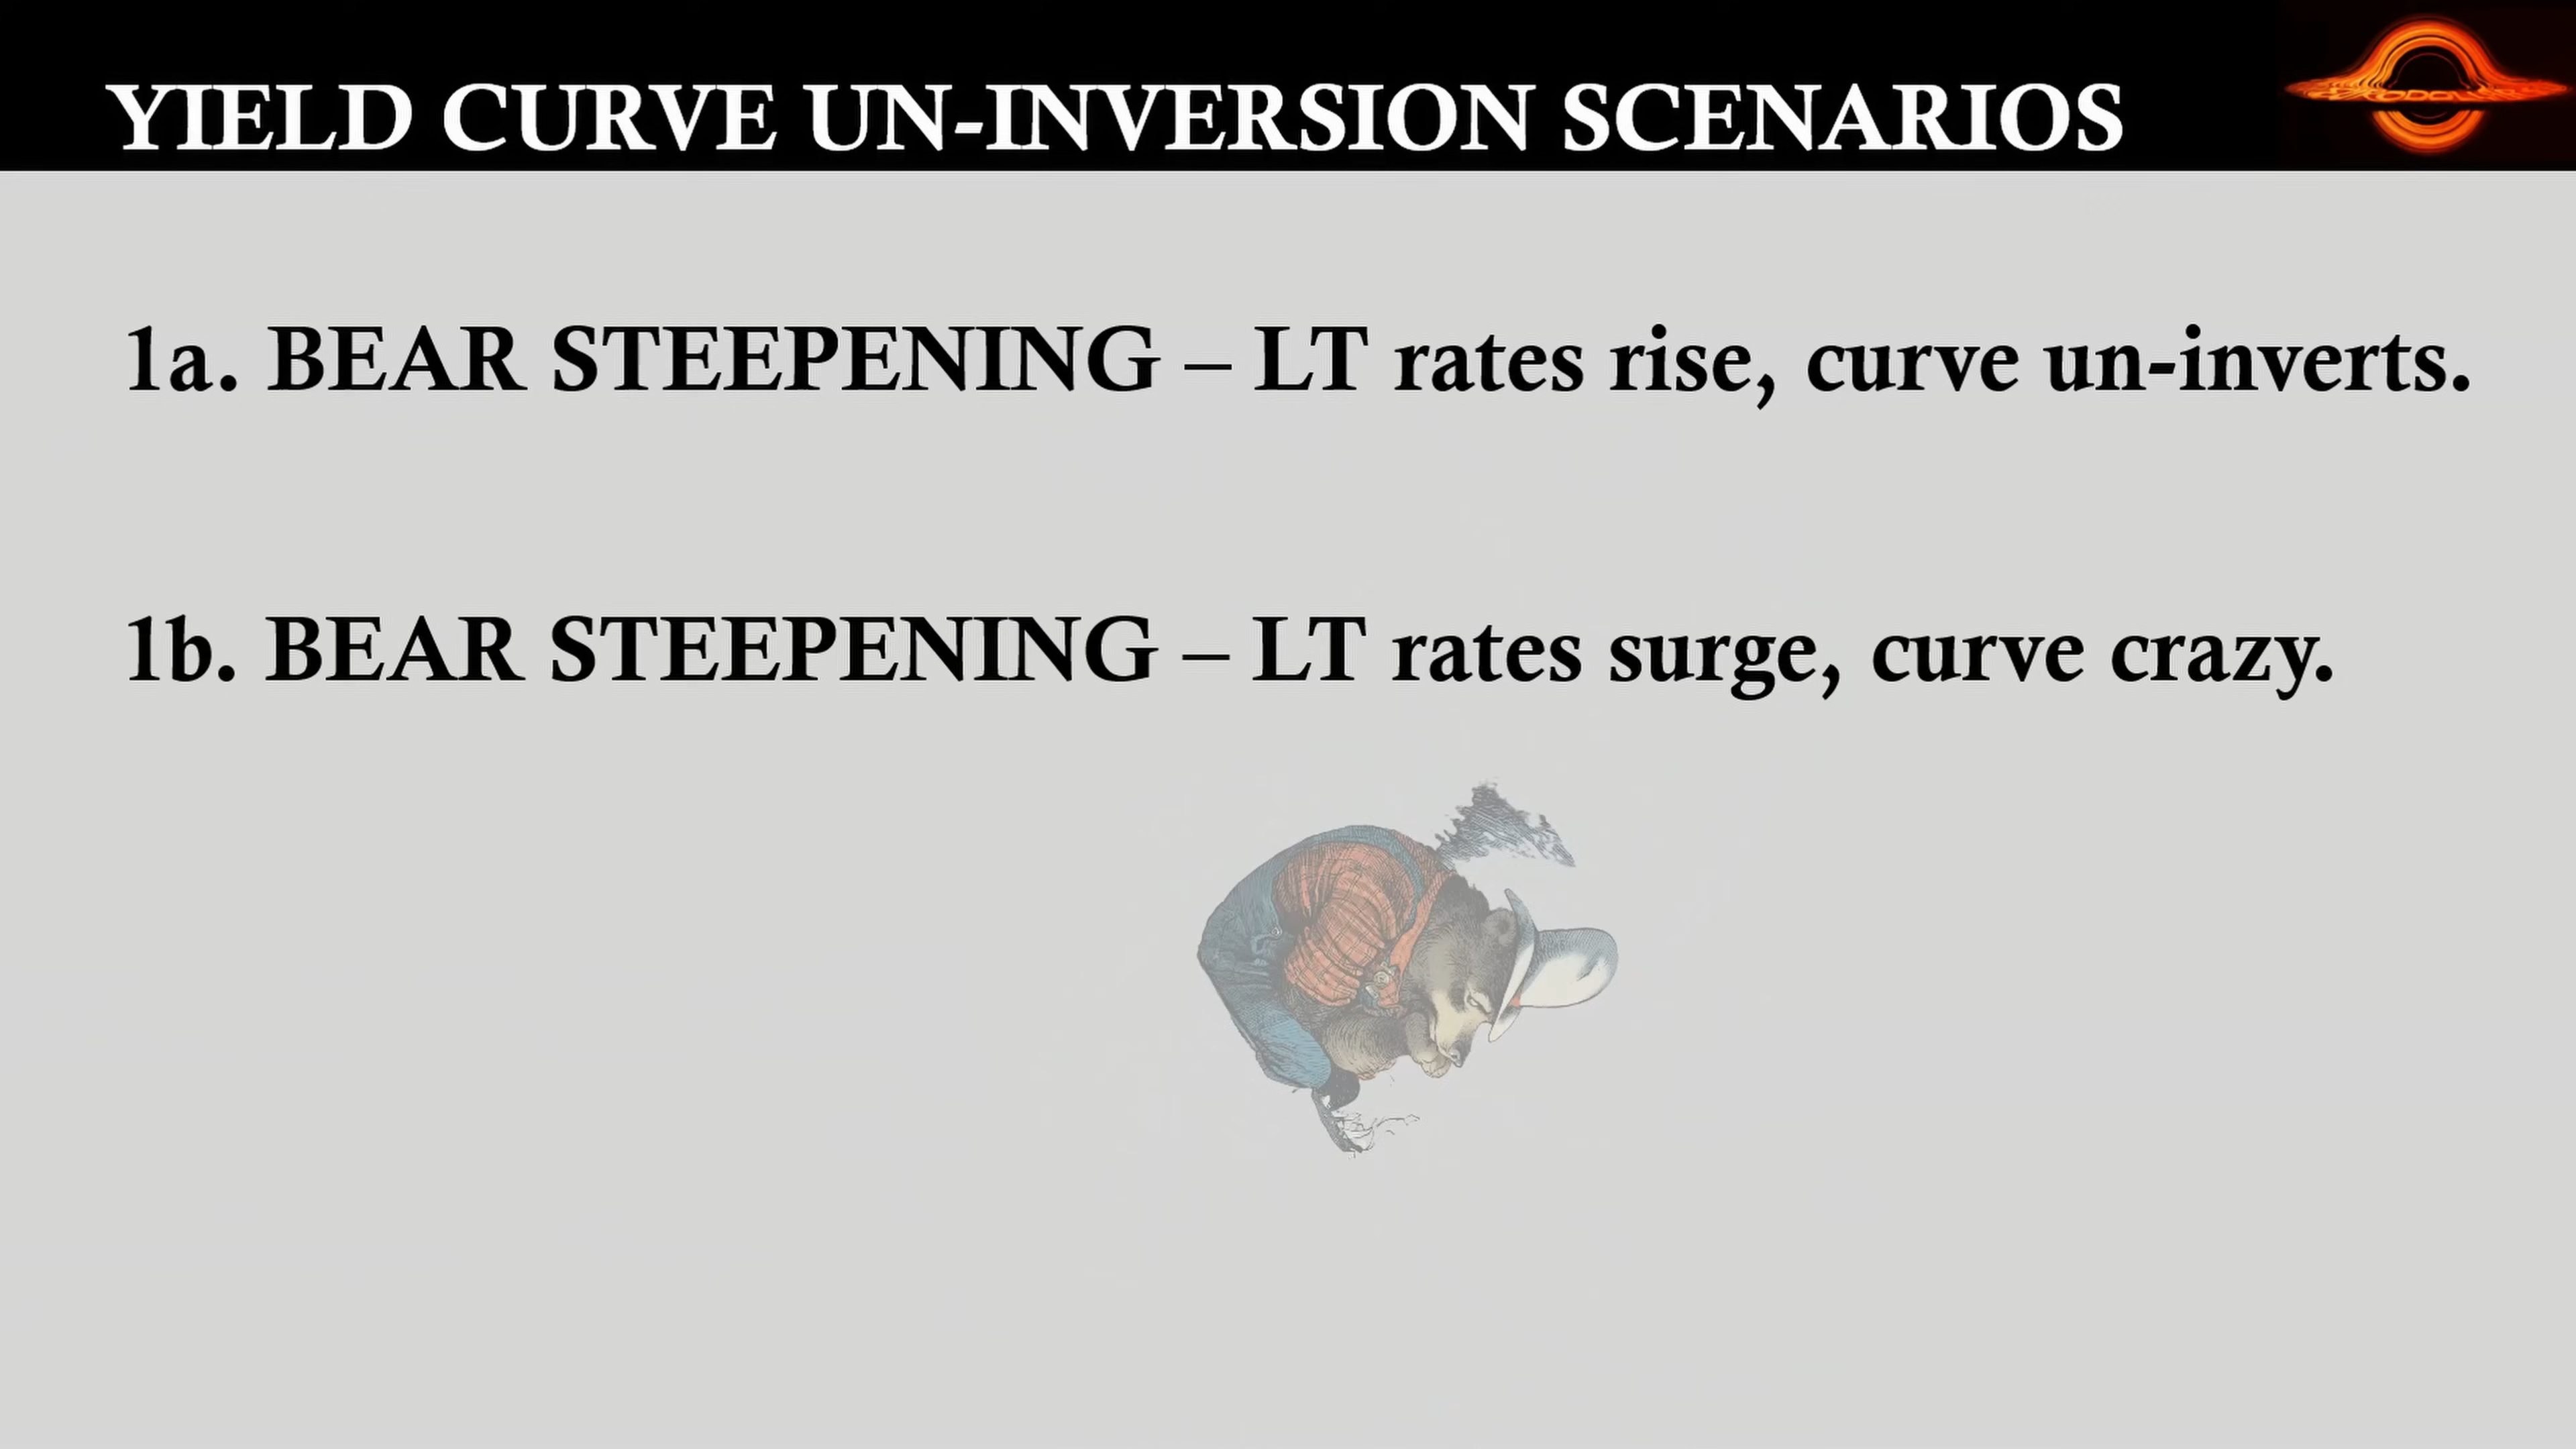 YIELD CURVE UN-INVERSION SCENARIOS
1a. BEAR STEEPENING – LT rates rise, curve un-inverts.
1b. BEAR STEEPENING – LT rates surge, curve crazy.